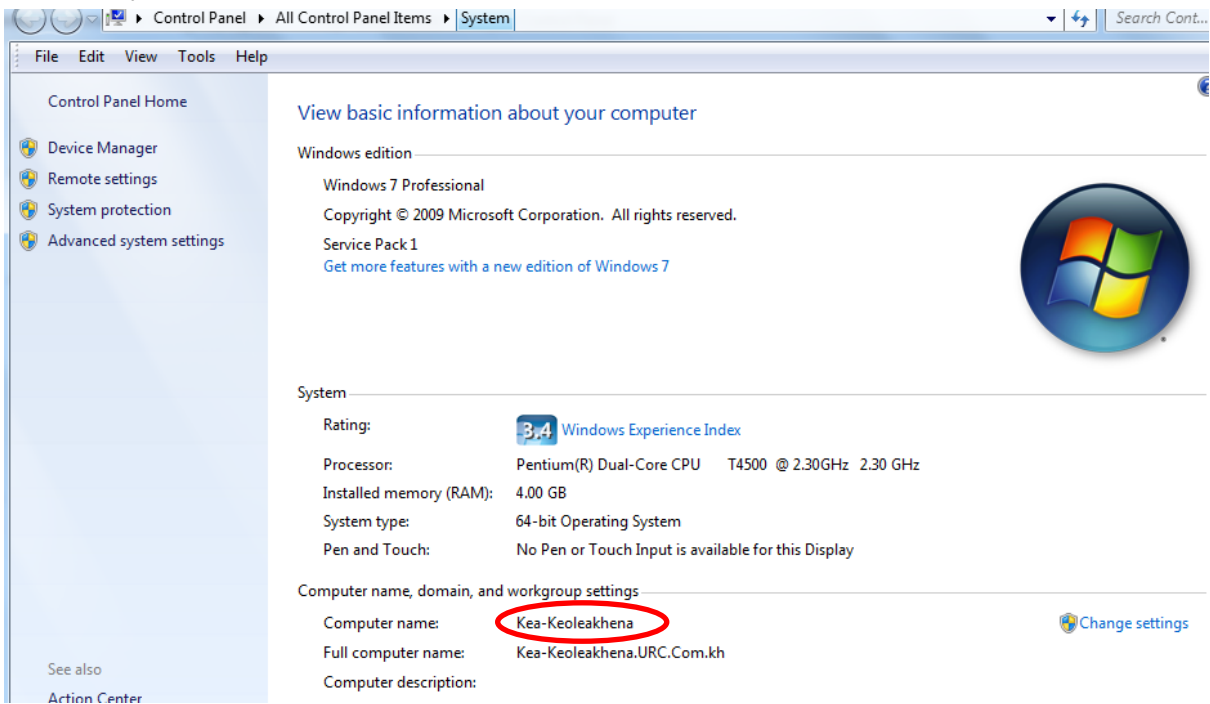 Control Panel ▸ All Control Panel Items ▸ System
Search Cont...
File Edit View Tools Help
Control Panel Home
Device Manager
Remote settings
System protection
Advanced system settings
See also
Action Center
View basic information about your computer
Windows edition
Windows 7 Professional
Copyright © 2009 Microsoft Corporation. All rights reserved.
Service Pack 1
Get more features with a new edition of Windows 7
System
Rating: 3,4 Windows Experience Index
Processor: Pentium(R) Dual-Core CPU T4500 @ 2.30GHz 2.30 GHz
Installed memory (RAM): 4.00 GB
System type: 64-bit Operating System
Pen and Touch: No Pen or Touch Input is available for this Display
Computer name, domain, and workgroup settings
Computer name: Kea-Keoleakhena
Change settings
Full computer name: Kea-Keoleakhena.URC.Com.kh
Computer description: